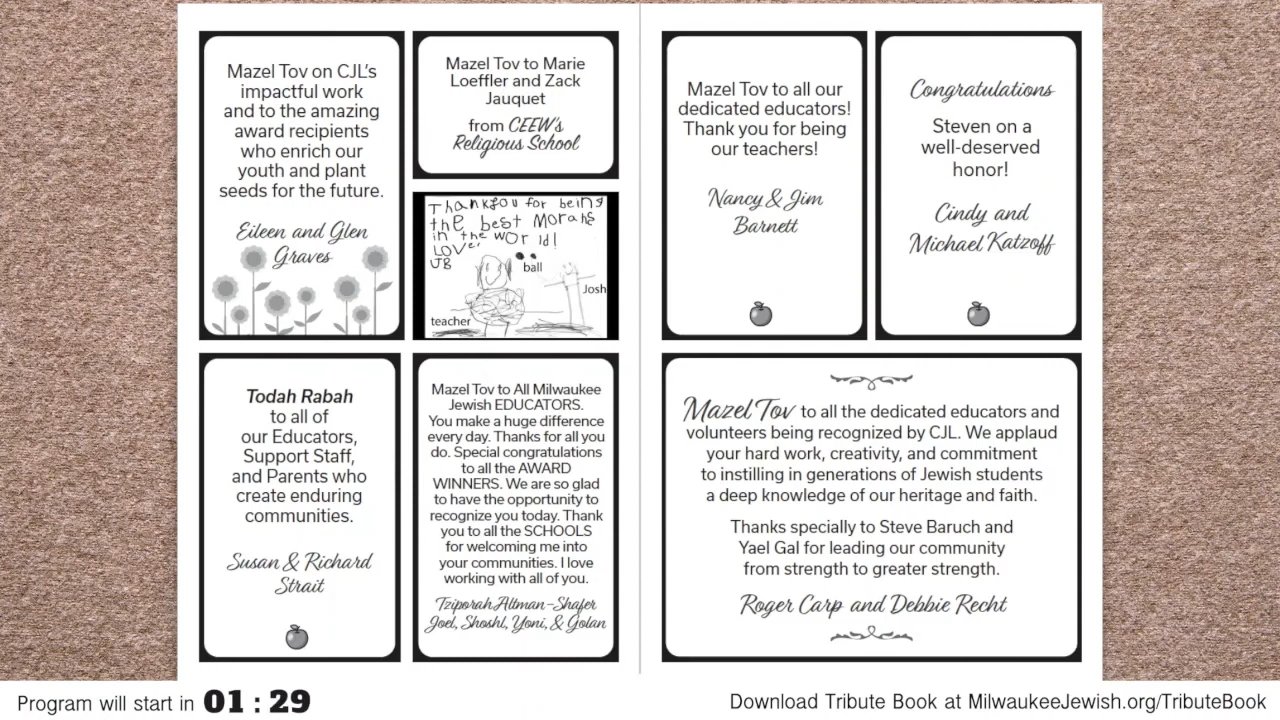 Mazel Tov on CJL's
impactful work
and to the amazing
award recipients
who enrich our
youth and plant
seeds for the future.
Eileen and Glen
Graves
Mazel Tov to Marie
Loeffler and Zack
Jauquet
from CEEW's
Religious School
Thankyou for being
the best Morahs
in the world!
Love,
JB
ball
Josh
teacher
Todah Rabah
to all of
our Educators,
Support Staff,
and Parents who
create enduring
communities.
Susan & Richard
Strait
Mazel Tov to All Milwaukee
Jewish EDUCATORS.
You make a huge difference
every day. Thanks for all you
do. Special congratulations
to all the AWARD
WINNERS. We are so glad
to have the opportunity to
recognize you today. Thank
you to all the SCHOOLS
for welcoming me into
your communities. I love
working with all of you.
Tziporah Altman-Shafer
Joel, Shoshi, Yoni, & Golan
Mazel Tov to all our
dedicated educators!
Thank you for being
our teachers!
Nancy & Jim
Barnett
Congratulations
Steven on a
well-deserved
honor!
Cindy and
Michael Katzoff
Mazel Tov to all the dedicated educators and
volunteers being recognized by CJL. We applaud
your hard work, creativity, and commitment
to instilling in generations of Jewish students
a deep knowledge of our heritage and faith.
Thanks specially to Steve Baruch and
Yael Gal for leading our community
from strength to greater strength.
Roger Carp and Debbie Recht
Program will start in 01:29
Download Tribute Book at MilwaukeeJewish.org/TributeBook